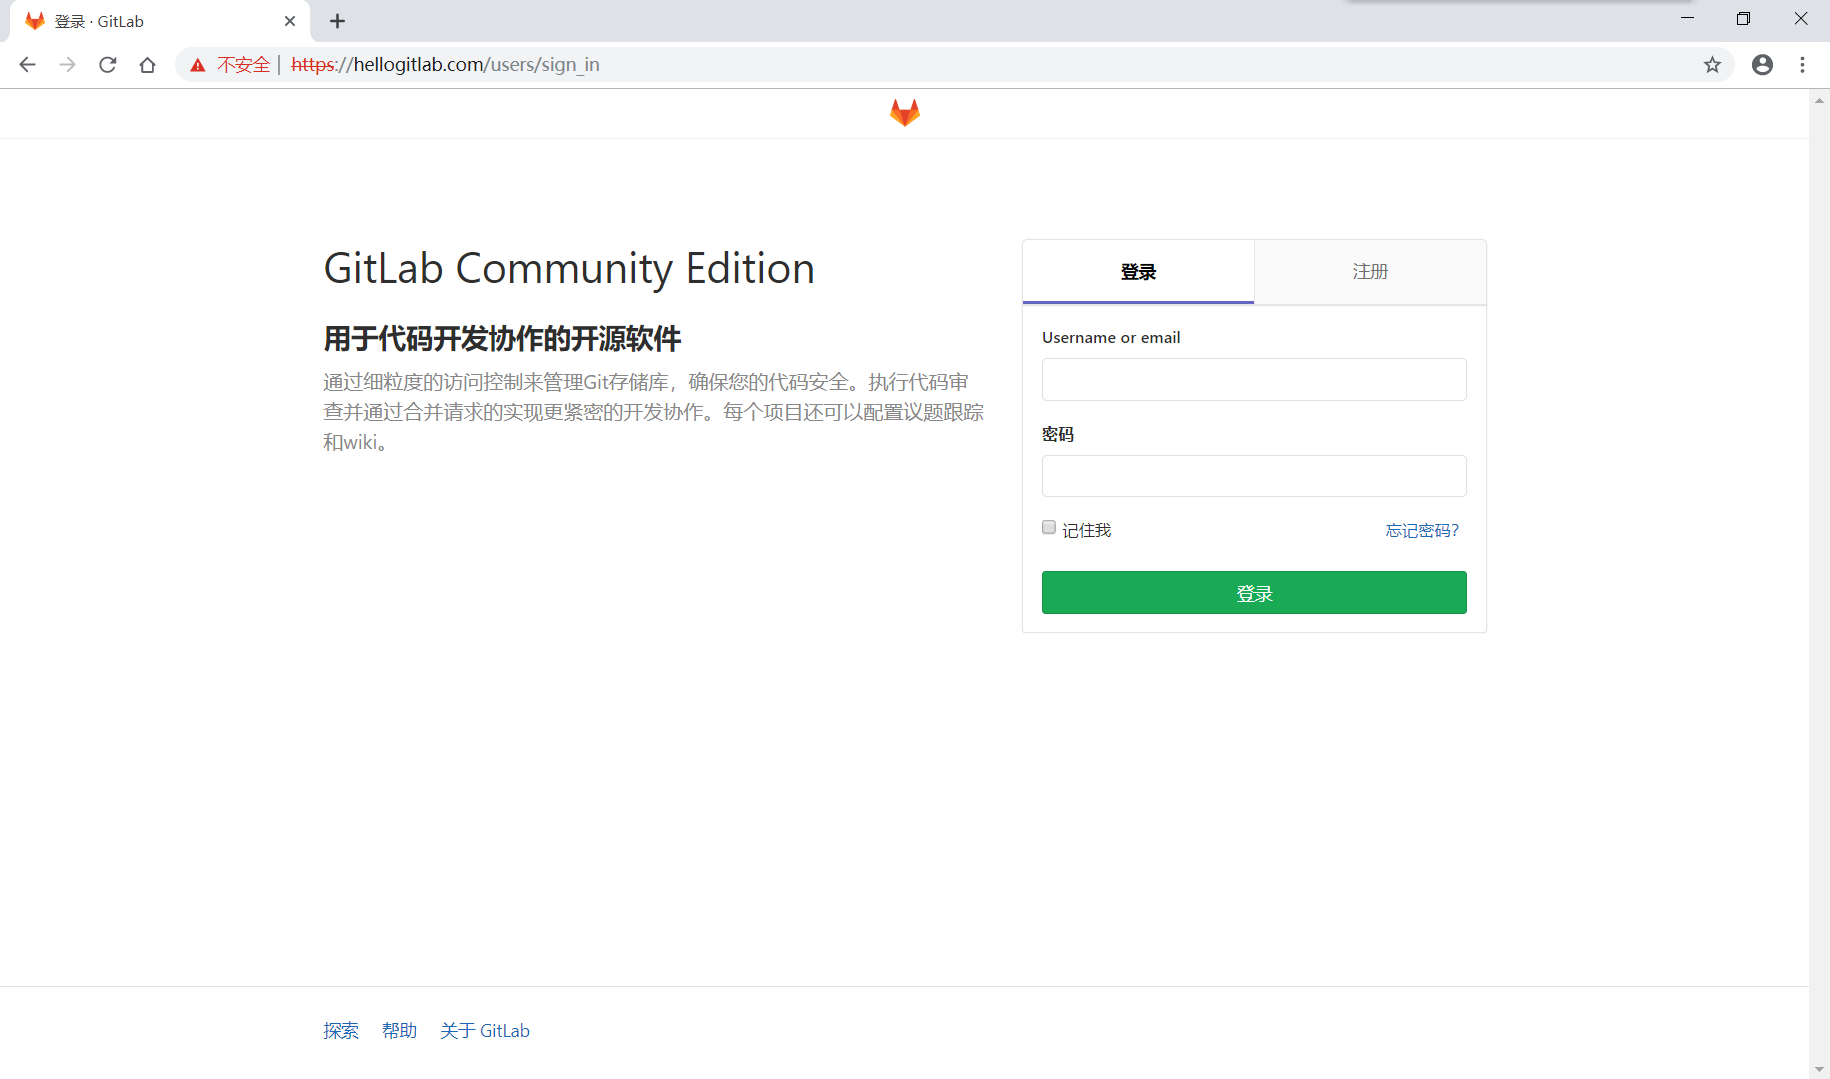 登录 · GitLab
不安全 | https://hellogitlab.com/users/sign_in
GitLab Community Edition
用于代码开发协作的开源软件
通过细粒度的访问控制来管理Git存储库，确保您的代码安全。执行代码审
查并通过合并请求的实现更紧密的开发协作。每个项目还可以配置议题跟踪
和wiki。
登录
注册
Username or email
密码
记住我
忘记密码?
登录
探索
帮助
关于 GitLab